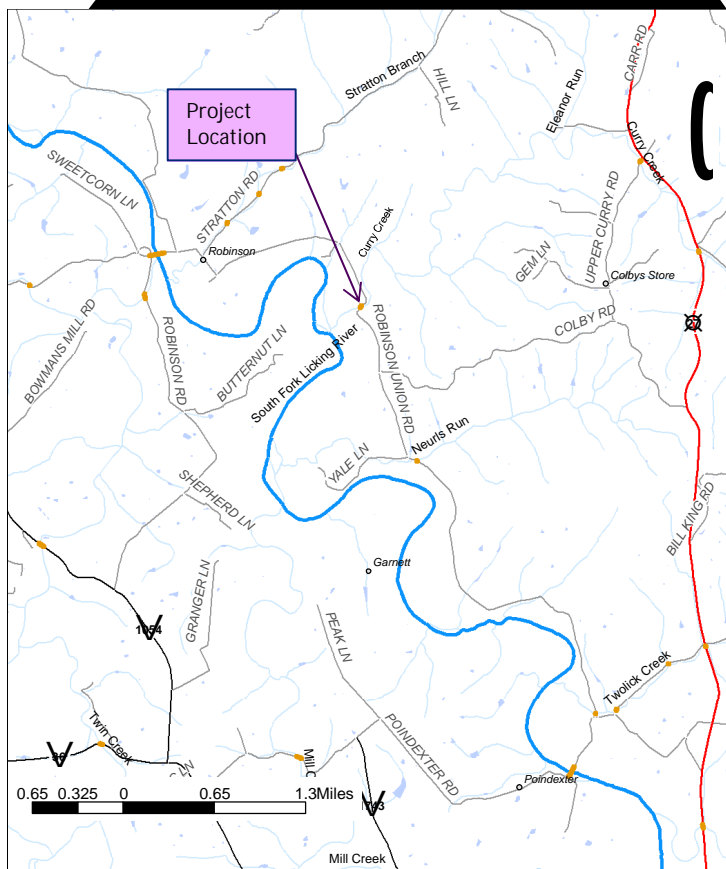 Project
Location
Stratton Branch
HILL LN
CARR RD
Eleanor Run
Curry Creek
SWEETCORN LN
STRATTON RD
Robinson
Curry Creek
UPPER CURRY RD
GEM LN
Colbys Store
COLBY RD
BOWMANS MILL RD
ROBINSON RD
BUTTERNUT LN
South Fork Licking River
ROBINSON UNION RD
Neurls Run
YALE LN
SHEPHERD LN
BILL KING RD
Garnett
GRANGER LN
1054
PEAK LN
Twolick Creek
Twin Creek
36
POINDEXTER RD
Poindexter
0.65 0.325 0 0.65 1.3Miles
Mill Creek